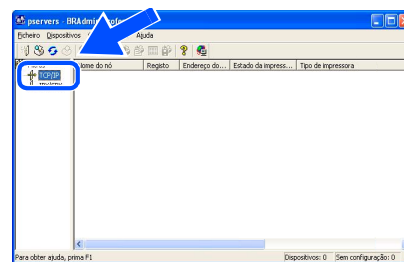 pservers - BRAdmin
Ficheiro Dispositivos Ajuda
Filtros
Nome do nó Registo Endereço do... Estado da impress... Tipo de impressora
TCP/IP
Para obter ajuda, prima F1 Dispositivos: 0 Sem configuração: 0